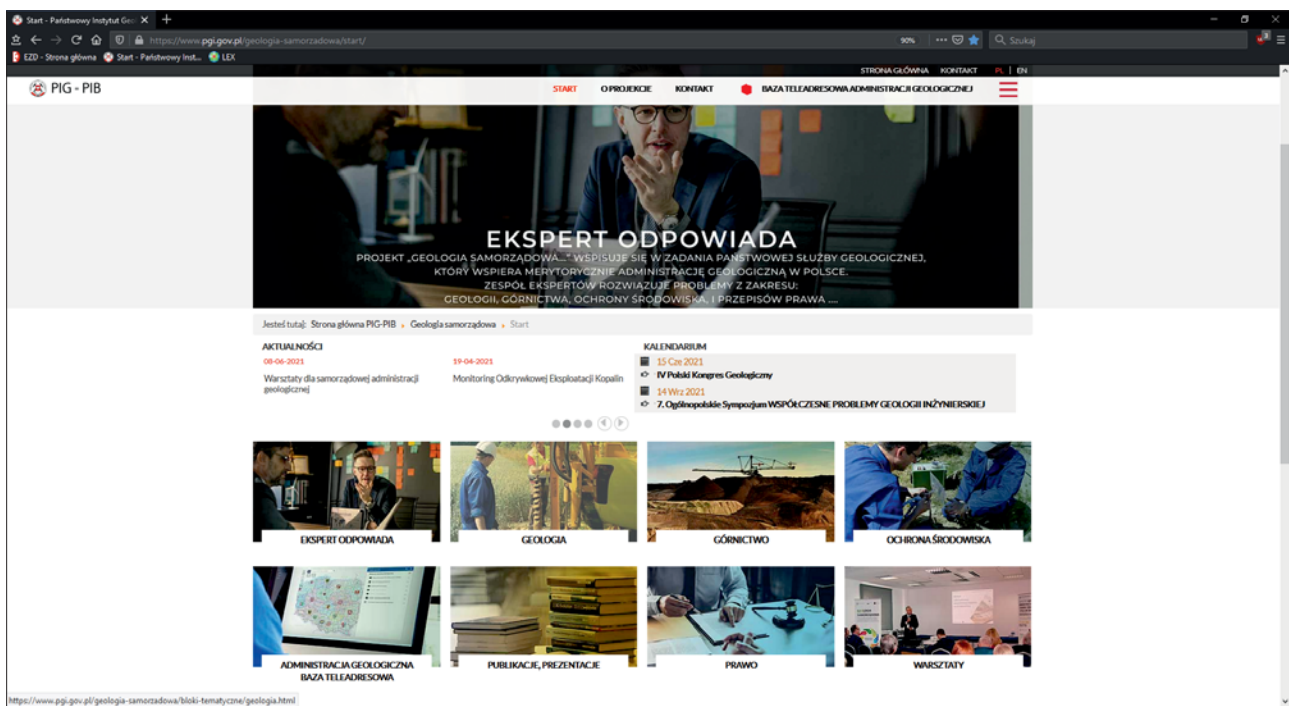 Start - Państwowy Instytut Geo
https://www.pgi.gov.pl/geologia-samorzadowa/start/
90%
Szukaj
EZD - Strona główna
Start - Państwowy Inst...
LEX
STRONA GŁÓWNA KONTAKT PL | EN
PIG - PIB
START O PROJEKCIE KONTAKT BAZA TELEADRESOWA ADMINISTRACJI GEOLOGICZNEJ
EKSPERT ODPOWIADA
PROJEKT „GEOLOGIA SAMORZĄDOWA...” WSPISUJE SIĘ W ZADANIA PAŃSTWOWEJ SŁUŻBY GEOLOGICZNEJ,
KTÓRY WSPIERA MERYTORYCZNIE ADMINISTRACJĘ GEOLOGICZNĄ W POLSCE.
ZESPÓŁ EKSPERTÓW ROZWIĄZUJE PROBLEMY Z ZAKRESU:
GEOLOGII, GÓRNICTWA, OCHRONY ŚRODOWISKA, I PRZEPISÓW PRAWA ....
Jesteś tutaj: Strona główna PIG-PIB Geologia samorządowa Start
AKTUALNOŚCI
08-06-2021
Warsztaty dla samorządowej administracji
geologicznej
19-04-2021
Monitoring Odkrywkowej Eksploatacji Kopalin
KALENDARIUM
15 Cze 2021
IV Polski Kongres Geologiczny
14 Wrz 2021
7. Ogólnopolskie Sympozjum WSPÓŁCZESNE PROBLEMY GEOLOGII INŻYNIERSKIEJ
EKSPERT ODPOWIADA
GEOLOGIA
GÓRNICTWO
OCHRONA ŚRODOWISKA
ADMINISTRACJA GEOLOGICZNA
BAZA TELEADRESOWA
PUBLIKACJE, PREZENTACJE
PRAWO
WARSZTATY
https://www.pgi.gov.pl/geologia-samorzadowa/bloki-tematyczne/geologia.html